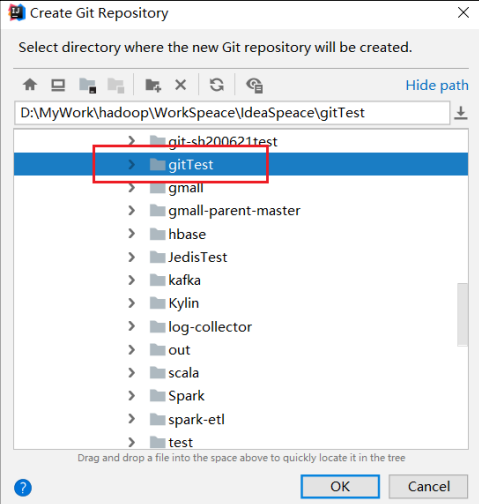 Create Git Repository
Select directory where the new Git repository will be created.
Hide path
D:\MyWork\hadoop\WorkSpeace\IdeaSpeace\gitTest
git-sh200621test
gitTest
gmall
gmall-parent-master
hbase
JedisTest
kafka
Kylin
log-collector
out
scala
Spark
spark-etl
test
Drag and drop a file into the space above to quickly locate it in the tree
?
OK
Cancel